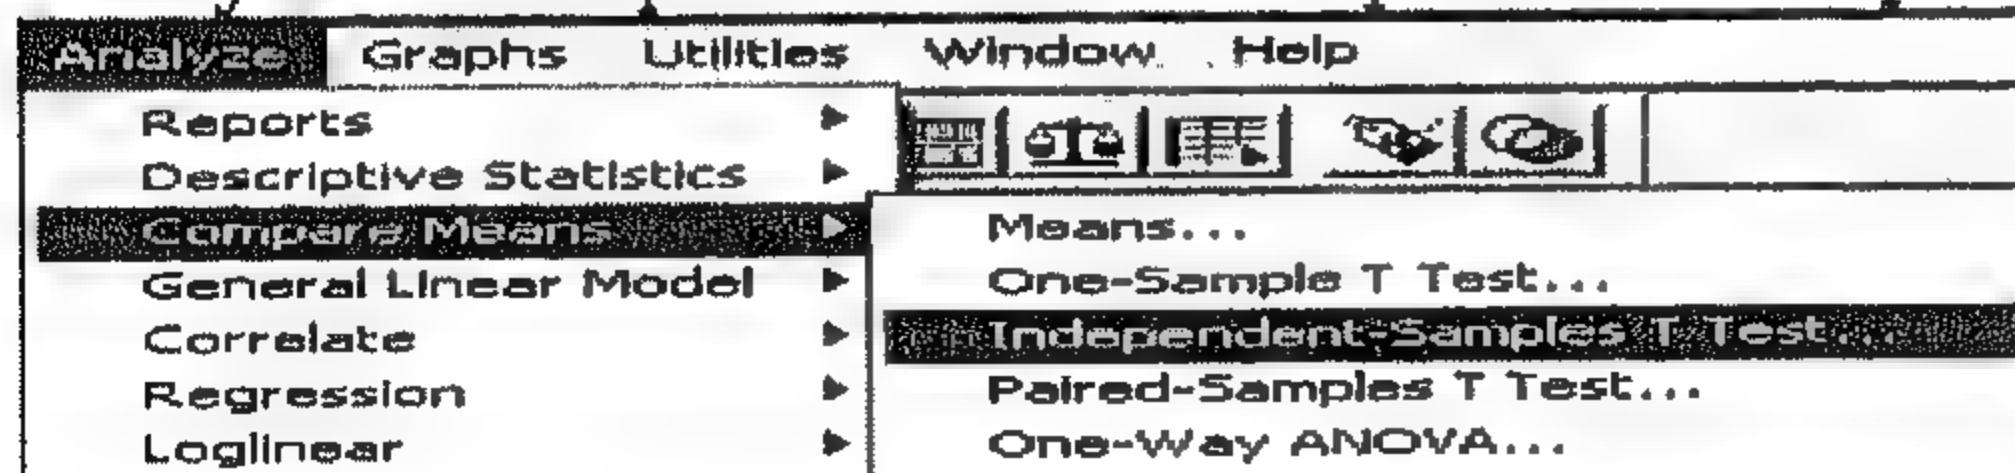 Analyze Graphs Utilities Window Help
Reports
Descriptive Statistics
Compare Means
General Linear Model
Correlate
Regression
Loglinear
Means...
One-Sample T Test...
Independent-Samples T Test...
Paired-Samples T Test...
One-Way ANOVA...